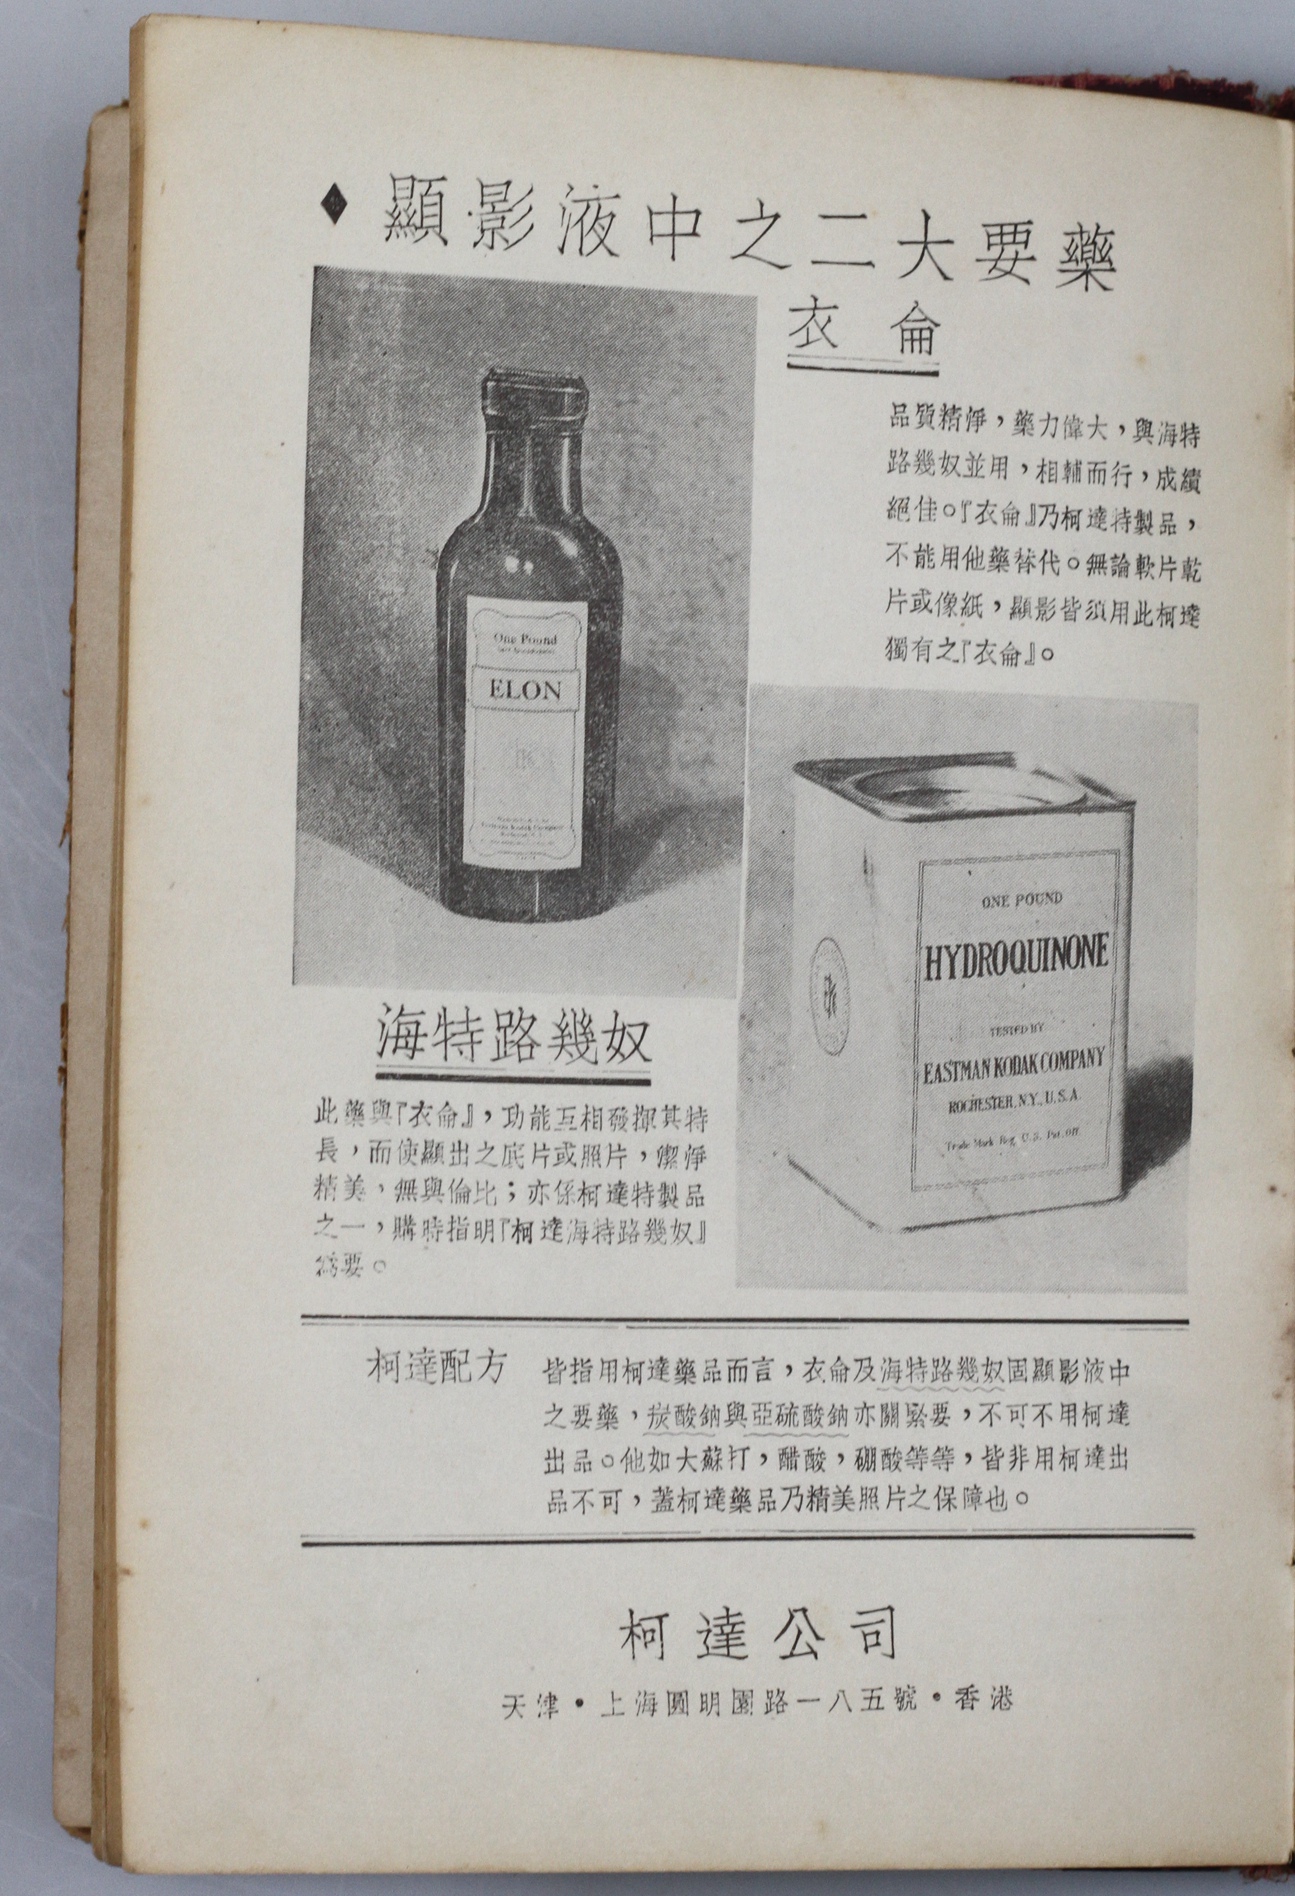 顯影液中之二大要藥
衣侖
品質精淨，藥力偉大，與海特
路幾奴並用，相輔而行，成績
絕佳。『衣侖』乃柯達特製品，
不能用他藥替代。無論軟片乾
片或像紙，顯影皆須用此柯達
獨有之『衣侖』。
One Pound
ELON
Eastman Kodak Company
ONE POUND
HYDROQUINONE
TESTED BY
EASTMAN KODAK COMPANY
ROCHESTER, N.Y., U.S.A.
Trade Mark Reg. U.S. Pat. Off.
海特路幾奴
此藥與『衣侖』，功能互相發揮其特
長，而使顯出之底片或照片，潔淨
精美，無與倫比；亦係柯達特製品
之一，購時指明『柯達海特路幾奴』
為要。
柯達配方
皆指用柯達藥品而言，衣侖及海特路幾奴固顯影液中
之要藥，炭酸鈉與亞硫酸鈉亦關緊要，不可不用柯達
出品。他如大蘇打，醋酸，硼酸等等，皆非用柯達出
品不可，蓋柯達藥品乃精美照片之保障也。
柯達公司
天津•上海圓明園路一八五號•香港